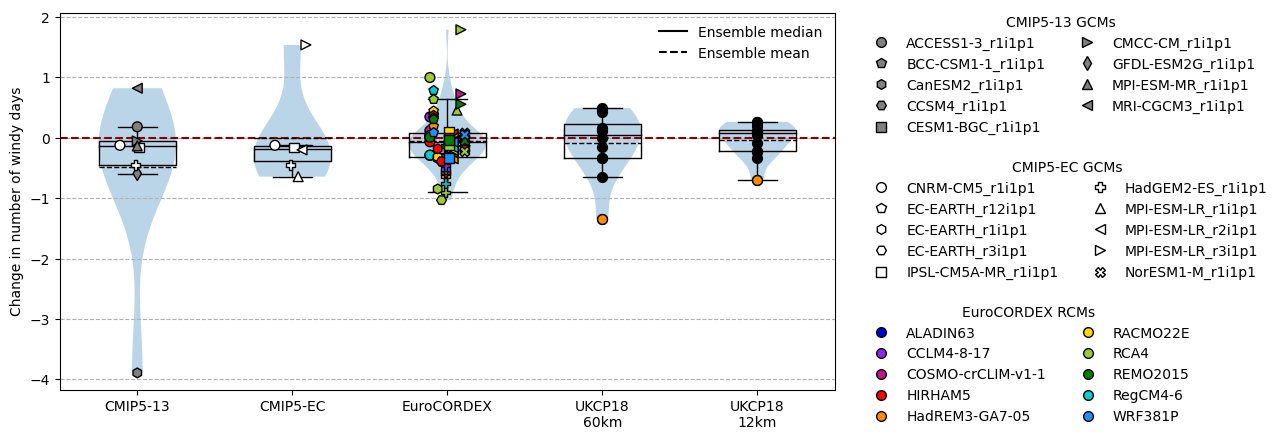 Change in number of windy days
2
1
0
−1
−2
−3
−4
Ensemble median
Ensemble mean
CMIP5-13
CMIP5-EC
EuroCORDEX
UKCP18
60km
UKCP18
12km
CMIP5-13 GCMs
ACCESS1-3_r1i1p1
BCC-CSM1-1_r1i1p1
CanESM2_r1i1p1
CCSM4_r1i1p1
CESM1-BGC_r1i1p1
CMCC-CM_r1i1p1
GFDL-ESM2G_r1i1p1
MPI-ESM-MR_r1i1p1
MRI-CGCM3_r1i1p1
CMIP5-EC GCMs
CNRM-CM5_r1i1p1
EC-EARTH_r12i1p1
EC-EARTH_r1i1p1
EC-EARTH_r3i1p1
IPSL-CM5A-MR_r1i1p1
HadGEM2-ES_r1i1p1
MPI-ESM-LR_r1i1p1
MPI-ESM-LR_r2i1p1
MPI-ESM-LR_r3i1p1
NorESM1-M_r1i1p1
EuroCORDEX RCMs
ALADIN63
CCLM4-8-17
COSMO-crCLIM-v1-1
HIRHAM5
HadREM3-GA7-05
RACMO22E
RCA4
REMO2015
RegCM4-6
WRF381P